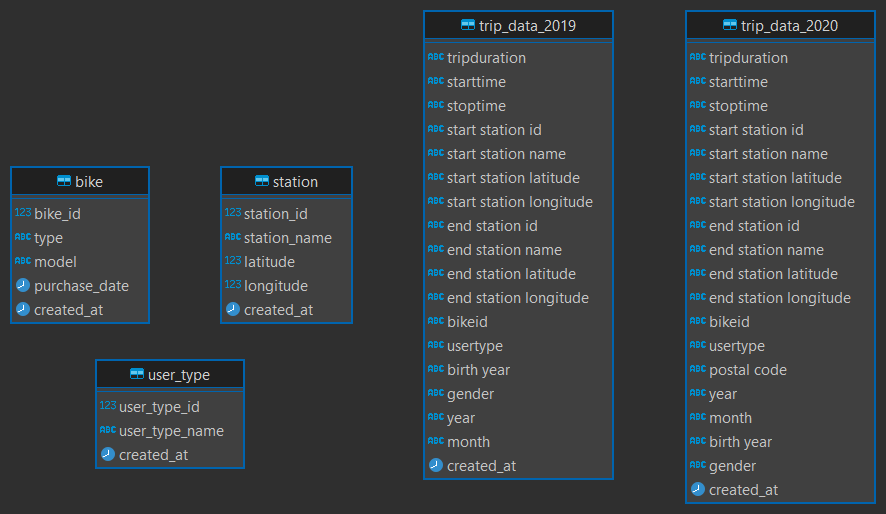 bike
123 bike_id
ABC type
ABC model
purchase_date
created_at
station
123 station_id
ABC station_name
123 latitude
123 longitude
created_at
user_type
123 user_type_id
ABC user_type_name
created_at
trip_data_2019
ABC tripduration
ABC starttime
ABC stoptime
ABC start station id
ABC start station name
ABC start station latitude
ABC start station longitude
ABC end station id
ABC end station name
ABC end station latitude
ABC end station longitude
ABC bikeid
ABC usertype
ABC birth year
ABC gender
ABC year
ABC month
created_at
trip_data_2020
ABC tripduration
ABC starttime
ABC stoptime
ABC start station id
ABC start station name
ABC start station latitude
ABC start station longitude
ABC end station id
ABC end station name
ABC end station latitude
ABC end station longitude
ABC bikeid
ABC usertype
ABC postal code
ABC year
ABC month
ABC birth year
ABC gender
created_at